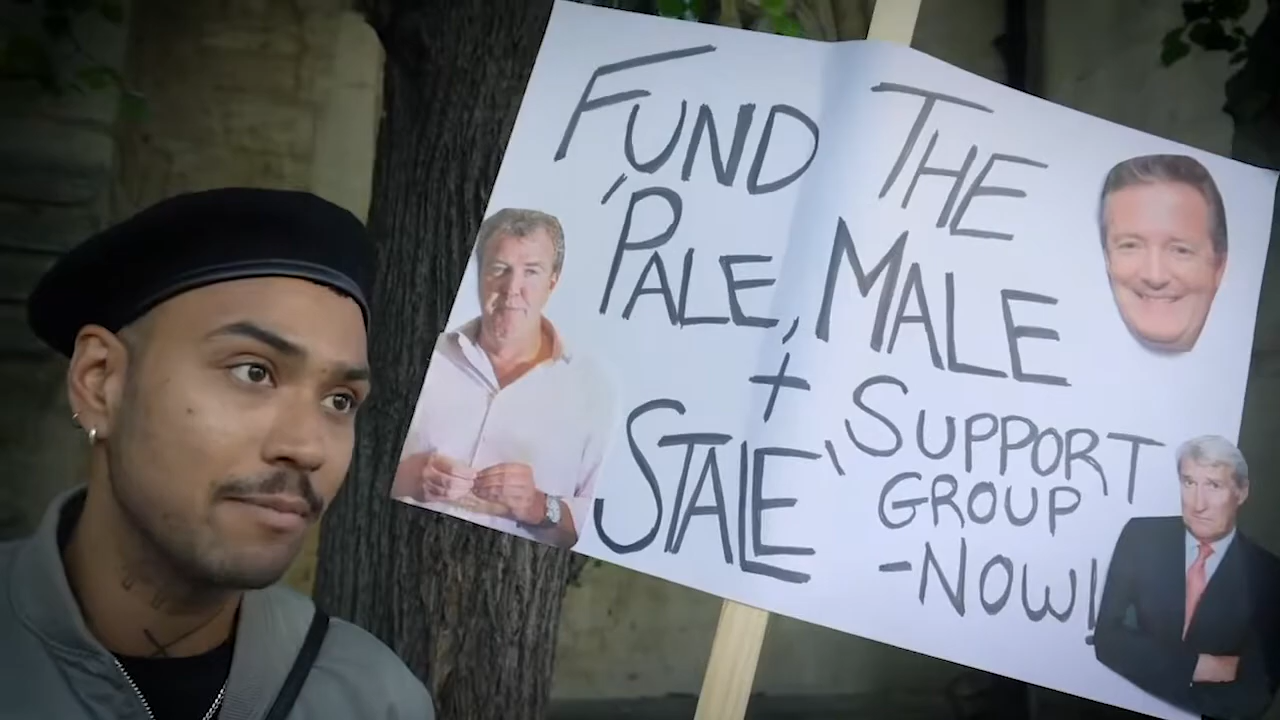 FUND THE
'PALE, MALE
+
STALE' SUPPORT
GROUP
-NOW!